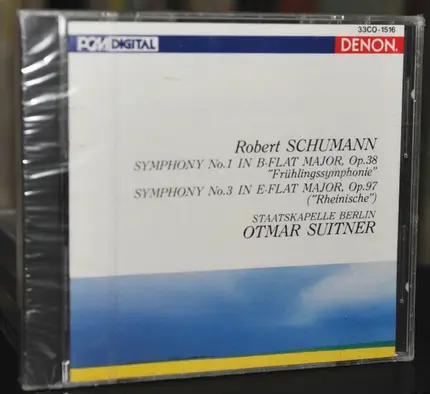 33CO-1516
PCM DIGITAL
DENON.
Robert SCHUMANN
SYMPHONY No.1 IN B-FLAT MAJOR, Op.38
"Frühlingssymphonie"
SYMPHONY No.3 IN E-FLAT MAJOR, Op.97
("Rheinische")
STAATSKAPELLE BERLIN
OTMAR SUITNER